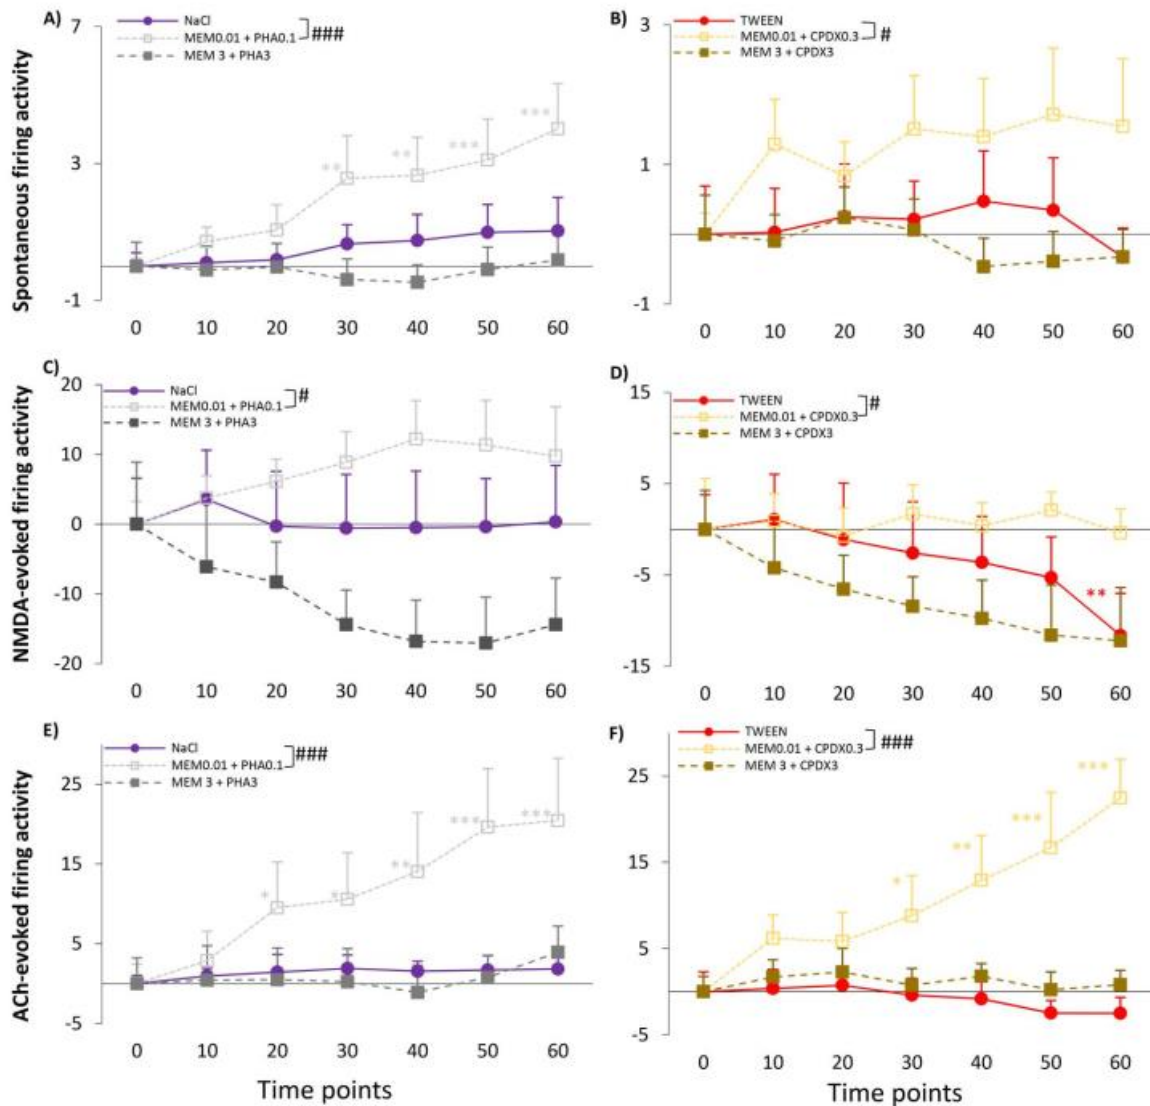 A)
7
NaCl
MEM0.01 + PHA0.1
MEM 3 + PHA3
###
3
-1
** ** *** ***
0 10 20 30 40 50 60
Spontaneous firing activity
B)
3
TWEEN
MEM0.01 + CPDX0.3
MEM 3 + CPDX3
#
1
-1
0 10 20 30 40 50 60
C)
20
NaCl
MEM0.01 + PHA0.1
MEM 3 + PHA3
#
10
0
-10
-20
0 10 20 30 40 50 60
NMDA-evoked firing activity
D)
15
TWEEN
MEM0.01 + CPDX0.3
MEM 3 + CPDX3
#
5
-5
-15
**
0 10 20 30 40 50 60
E)
NaCl
MEM0.01 + PHA0.1
MEM 3 + PHA3
###
25
15
5
-5
* * ** *** ***
0 10 20 30 40 50 60
ACh-evoked firing activity
Time points
F)
TWEEN
MEM0.01 + CPDX0.3
MEM 3 + CPDX3
###
25
15
5
-5
* ** *** ***
0 10 20 30 40 50 60
Time points